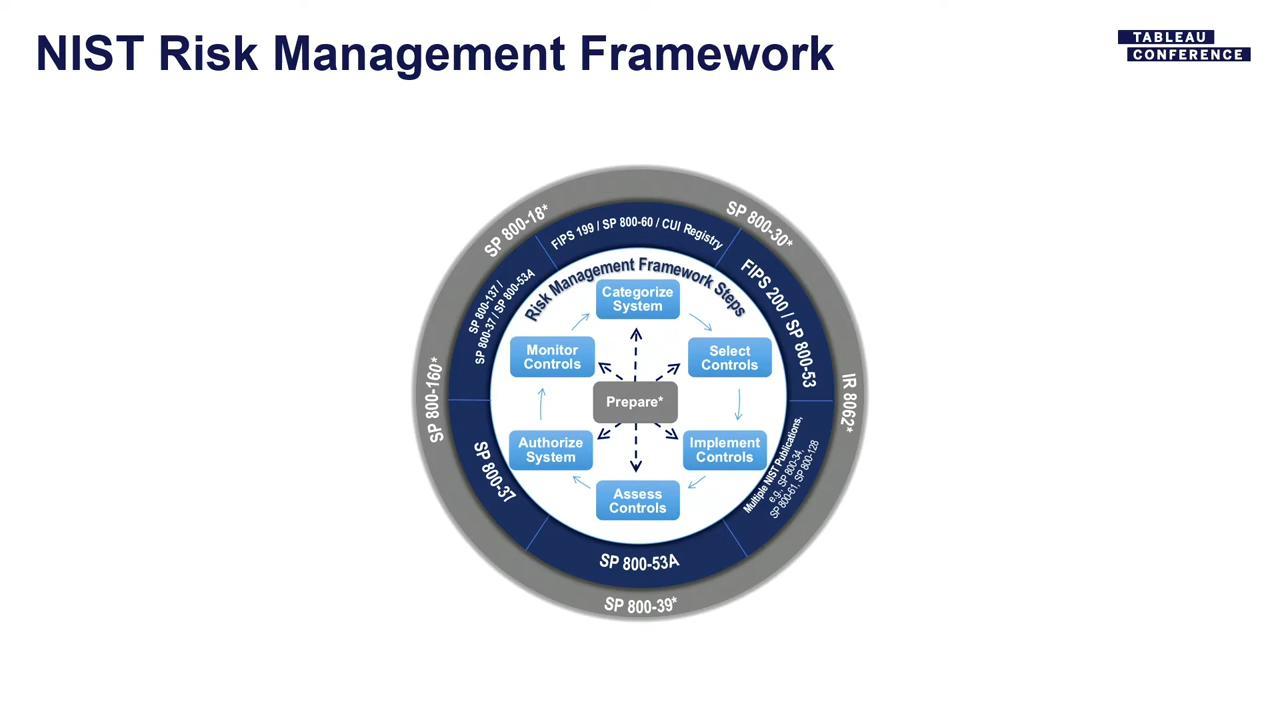 NIST Risk Management Framework
TABLEAU
CONFERENCE
SP 800-18*
SP 800-30*
IR 8062*
SP 800-39*
SP 800-160*
FIPS 199 / SP 800-60 / CUI Registry
FIPS 200 / SP 800-53
Multiple NIST Publications,
e.g., SP 800-34,
SP 800-61, SP 800-128
SP 800-53A
SP 800-37
SP 800-137 /
SP 800-37 / SP 800-53A
Risk Management Framework Steps
Categorize
System
Select
Controls
Implement
Controls
Assess
Controls
Authorize
System
Monitor
Controls
Prepare*